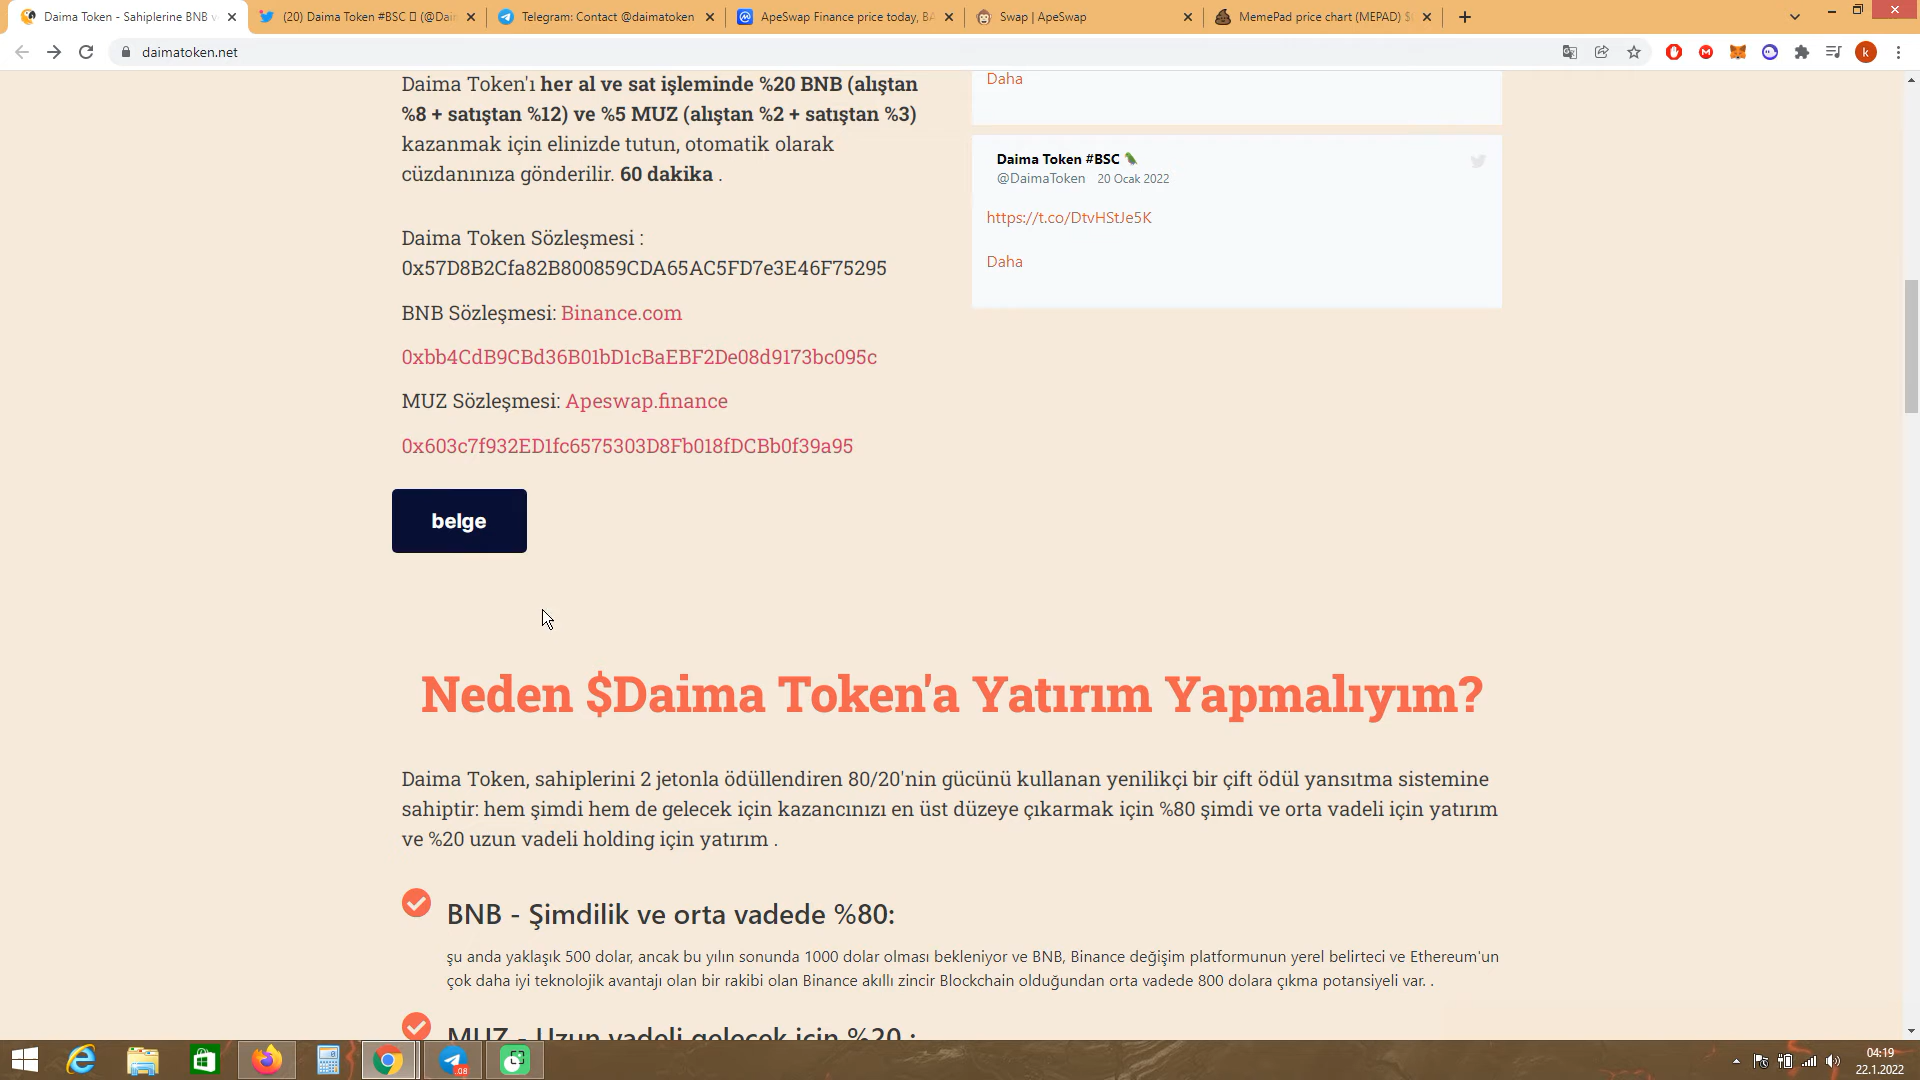 Daima Token - Sahiplerine BNB v
(20) Daima Token #BSC (@Dai
Telegram: Contact @daimatoken
ApeSwap Finance price today, BA
Swap | ApeSwap
MemePad price chart (MEPAD) $
daimatoken.net
k
Daima Token'ı her al ve sat işleminde %20 BNB (alıştan
%8 + satıştan %12) ve %5 MUZ (alıştan %2 + satıştan %3)
kazanmak için elinizde tutun, otomatik olarak
cüzdanınıza gönderilir. 60 dakika .
Daima Token Sözleşmesi :
0x57D8B2Cfa82B800859CDA65AC5FD7e3E46F75295
BNB Sözleşmesi: Binance.com
0xbb4CdB9CBd36B01bD1cBaEBF2De08d9173bc095c
MUZ Sözleşmesi: Apeswap.finance
0x603c7f932ED1fc6575303D8Fb018fDCBb0f39a95
belge
Daha
Daima Token #BSC
@DaimaToken 20 Ocak 2022
https://t.co/DtvHStJe5K
Daha
Neden $Daima Token'a Yatırım Yapmalıyım?
Daima Token, sahiplerini 2 jetonla ödüllendiren 80/20'nin gücünü kullanan yenilikçi bir çift ödül yansıtma sistemine
sahiptir: hem şimdi hem de gelecek için kazancınızı en üst düzeye çıkarmak için %80 şimdi ve orta vadeli için yatırım
ve %20 uzun vadeli holding için yatırım .
BNB - Şimdilik ve orta vadede %80:
şu anda yaklaşık 500 dolar, ancak bu yılın sonunda 1000 dolar olması bekleniyor ve BNB, Binance değişim platformunun yerel belirteci ve Ethereum'un
çok daha iyi teknolojik avantajı olan bir rakibi olan Binance akıllı zincir Blockchain olduğundan orta vadede 800 dolara çıkma potansiyeli var. .
MUZ - Uzun vadeli gelecek için %20 :
.08
04:19
22.1.2022